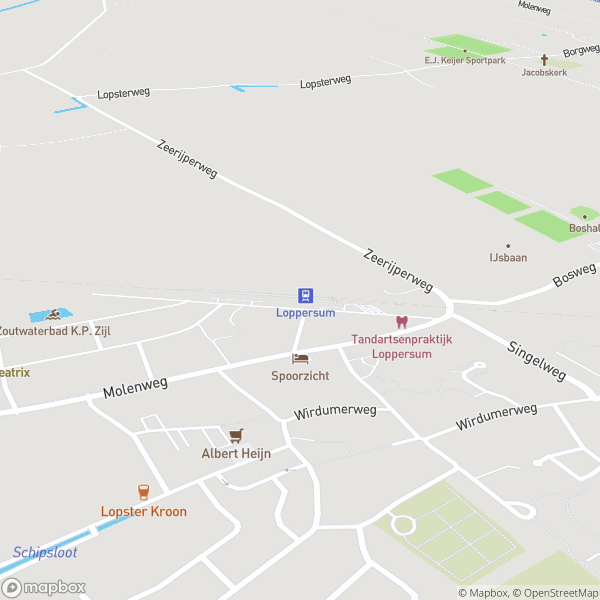 Molenweg
Borgweg
E.J. Keijer Sportpark
Jacobskerk
Lopsterweg
Lopsterweg
Zeerijperweg
Boshal
Zeerijperweg
IJsbaan
Bosweg
Loppersum
Zoutwaterbad K.P. Zijl
Tandartsenpraktijk
Loppersum
Singelweg
eatrix
Spoorzicht
Molenweg
Wirdumerweg
Wirdumerweg
Albert Heijn
Lopster Kroon
Schipsloot
mapbox
© Mapbox, © OpenStreetMap